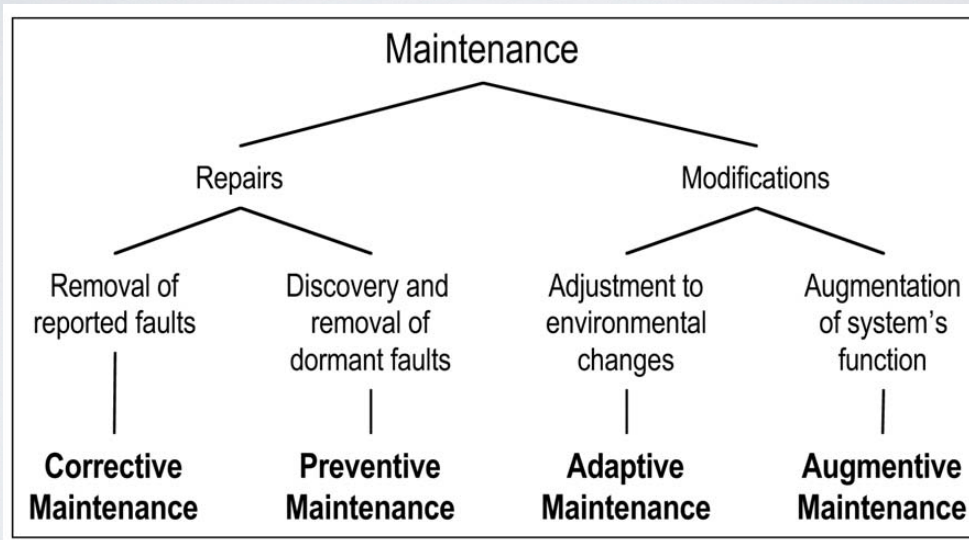 Maintenance
Repairs
Modifications
Removal of
reported faults
Discovery and
removal of
dormant faults
Adjustment to
environmental
changes
Augmentation
of system’s
function
Corrective
Maintenance
Preventive
Maintenance
Adaptive
Maintenance
Augmentive
Maintenance